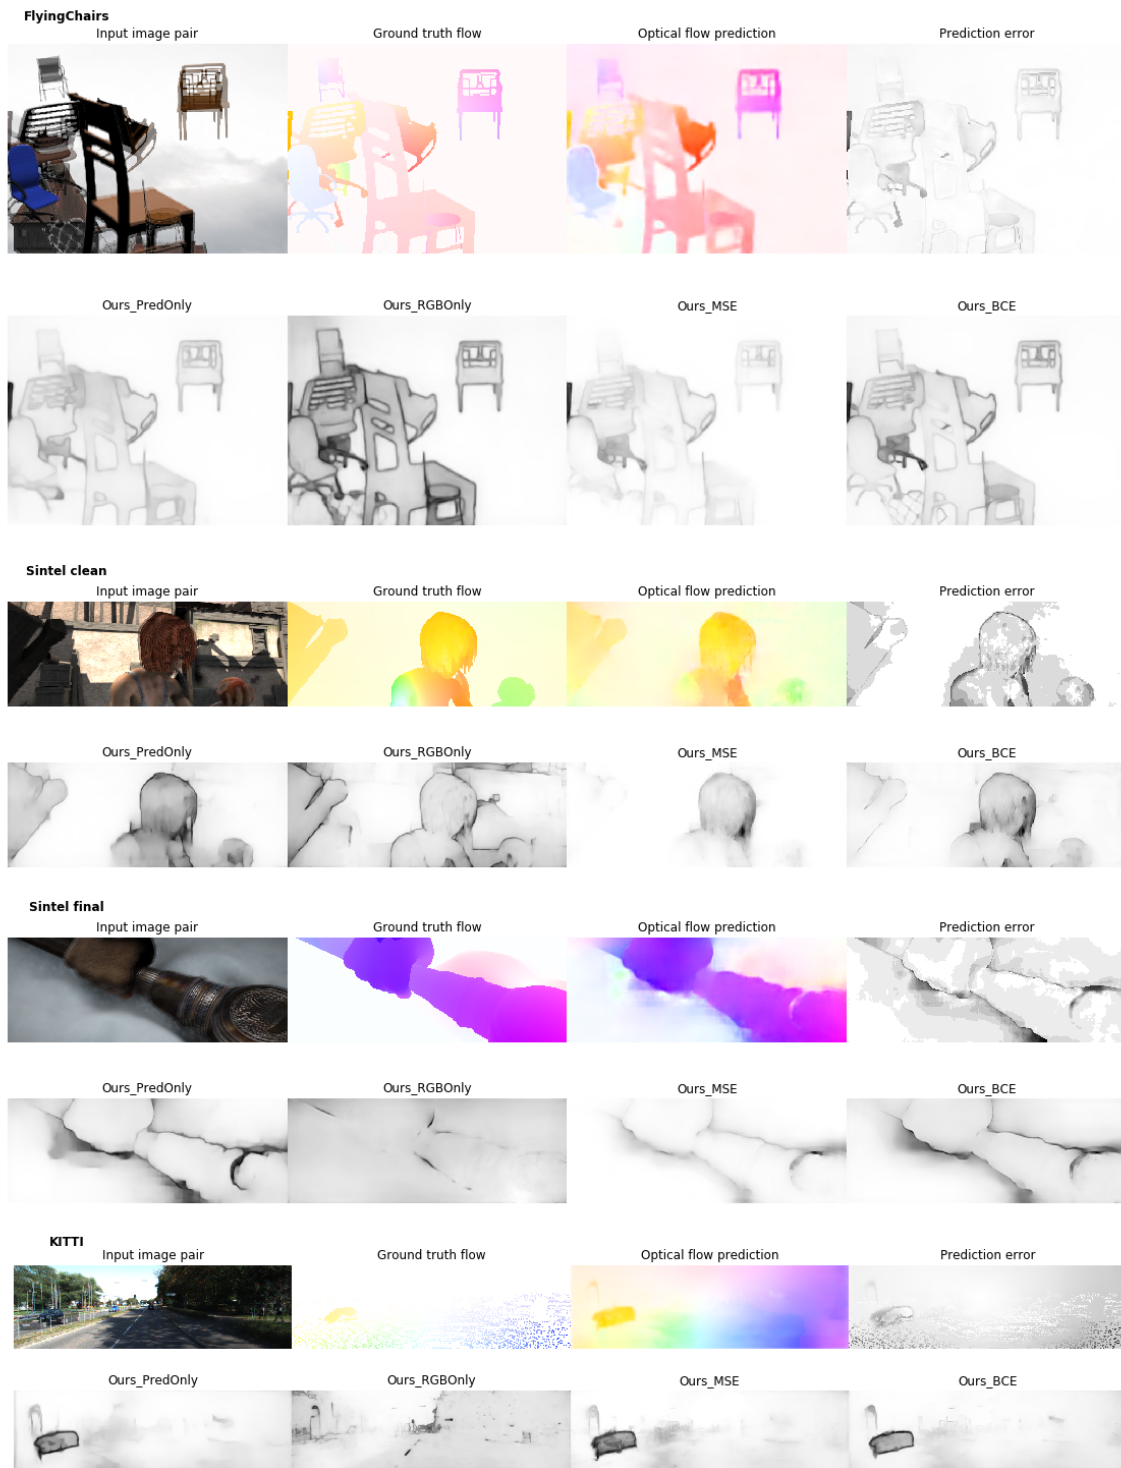 FlyingChairs
Input image pair
Ground truth flow
Optical flow prediction
Prediction error
Ours_PredOnly
Ours_RGBOnly
Ours_MSE
Ours_BCE
Sintel clean
Input image pair
Ground truth flow
Optical flow prediction
Prediction error
Ours_PredOnly
Ours_RGBOnly
Ours_MSE
Ours_BCE
Sintel final
Input image pair
Ground truth flow
Optical flow prediction
Prediction error
Ours_PredOnly
Ours_RGBOnly
Ours_MSE
Ours_BCE
KITTI
Input image pair
Ground truth flow
Optical flow prediction
Prediction error
Ours_PredOnly
Ours_RGBOnly
Ours_MSE
Ours_BCE